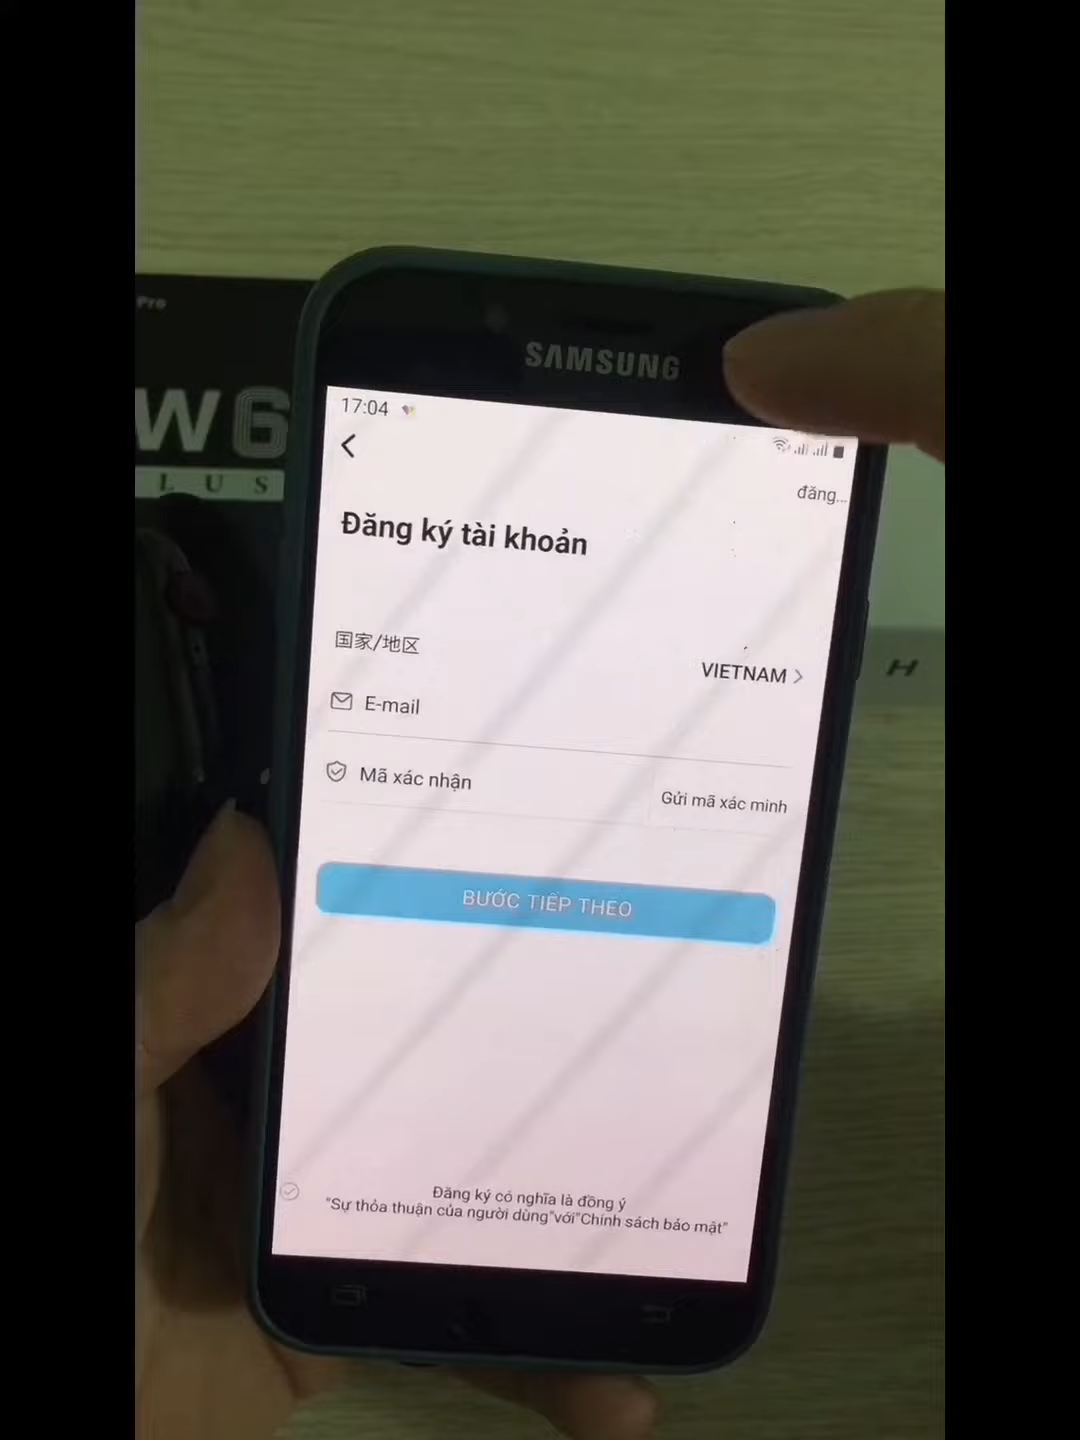 Pro
W6
LUS
SAMSUNG
17:04
đăng...
Đăng ký tài khoản
国家/地区
VIETNAM
E-mail
Mã xác nhận
Gửi mã xác minh
BƯỚC TIẾP THEO
Đăng ký có nghĩa là đồng ý
"Sự thỏa thuận của người dùng"với"Chính sách bảo mật"
H